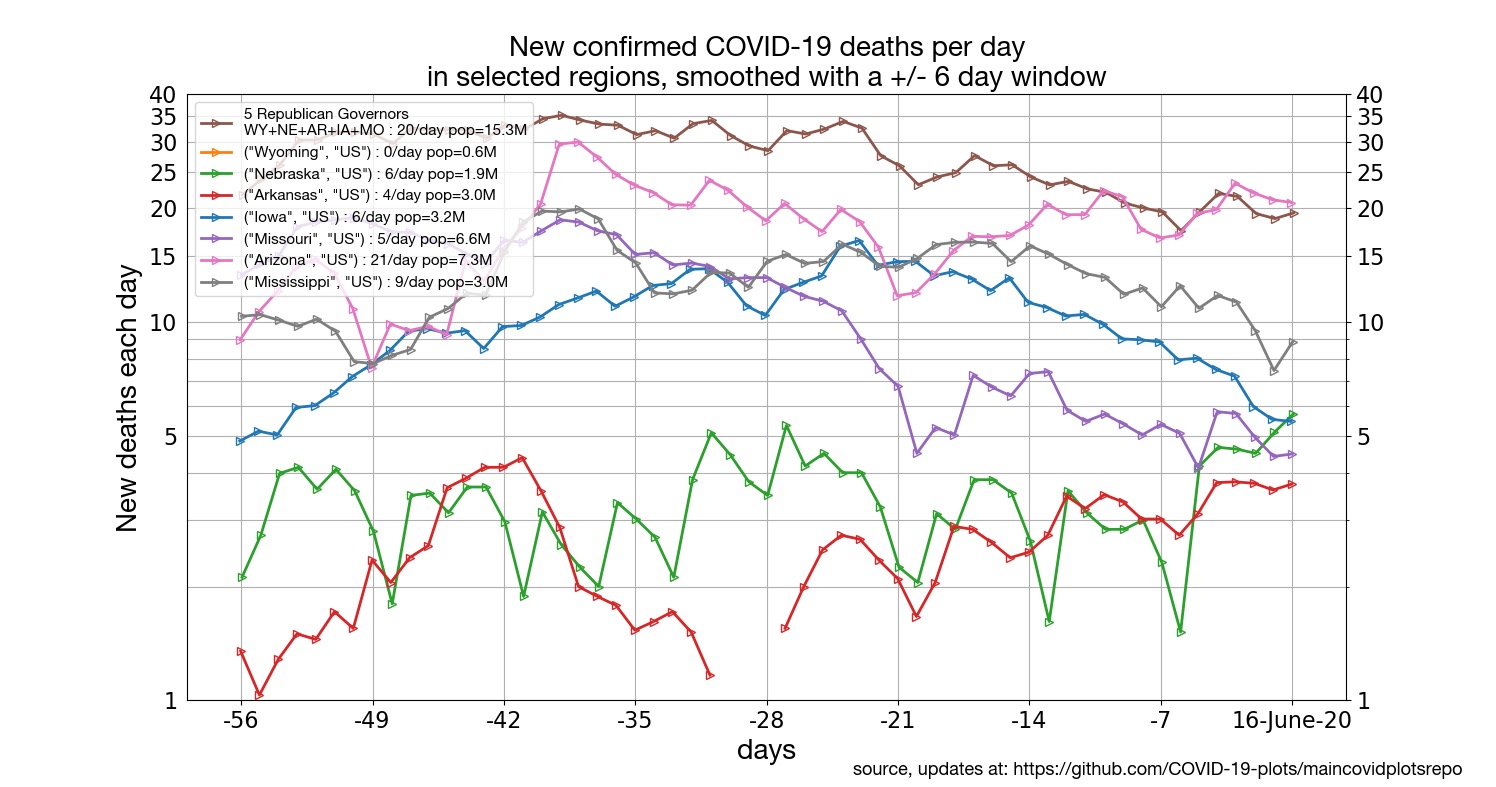 New confirmed COVID-19 deaths per day
in selected regions, smoothed with a +/- 6 day window
40
35
30
25
20
15
10
5
1
40
35
30
25
20
15
10
5
1
5 Republican Governors
WY+NE+AR+IA+MO : 20/day pop=15.3M
("Wyoming", "US") : 0/day pop=0.6M
("Nebraska", "US") : 6/day pop=1.9M
("Arkansas", "US") : 4/day pop=3.0M
("Iowa", "US") : 6/day pop=3.2M
("Missouri", "US") : 5/day pop=6.6M
("Arizona", "US") : 21/day pop=7.3M
("Mississippi", "US") : 9/day pop=3.0M
New deaths each day
-56 -49 -42 -35 -28 -21 -14 -7 16-June-20
days
source, updates at: https://github.com/COVID-19-plots/maincovidplotsrepo